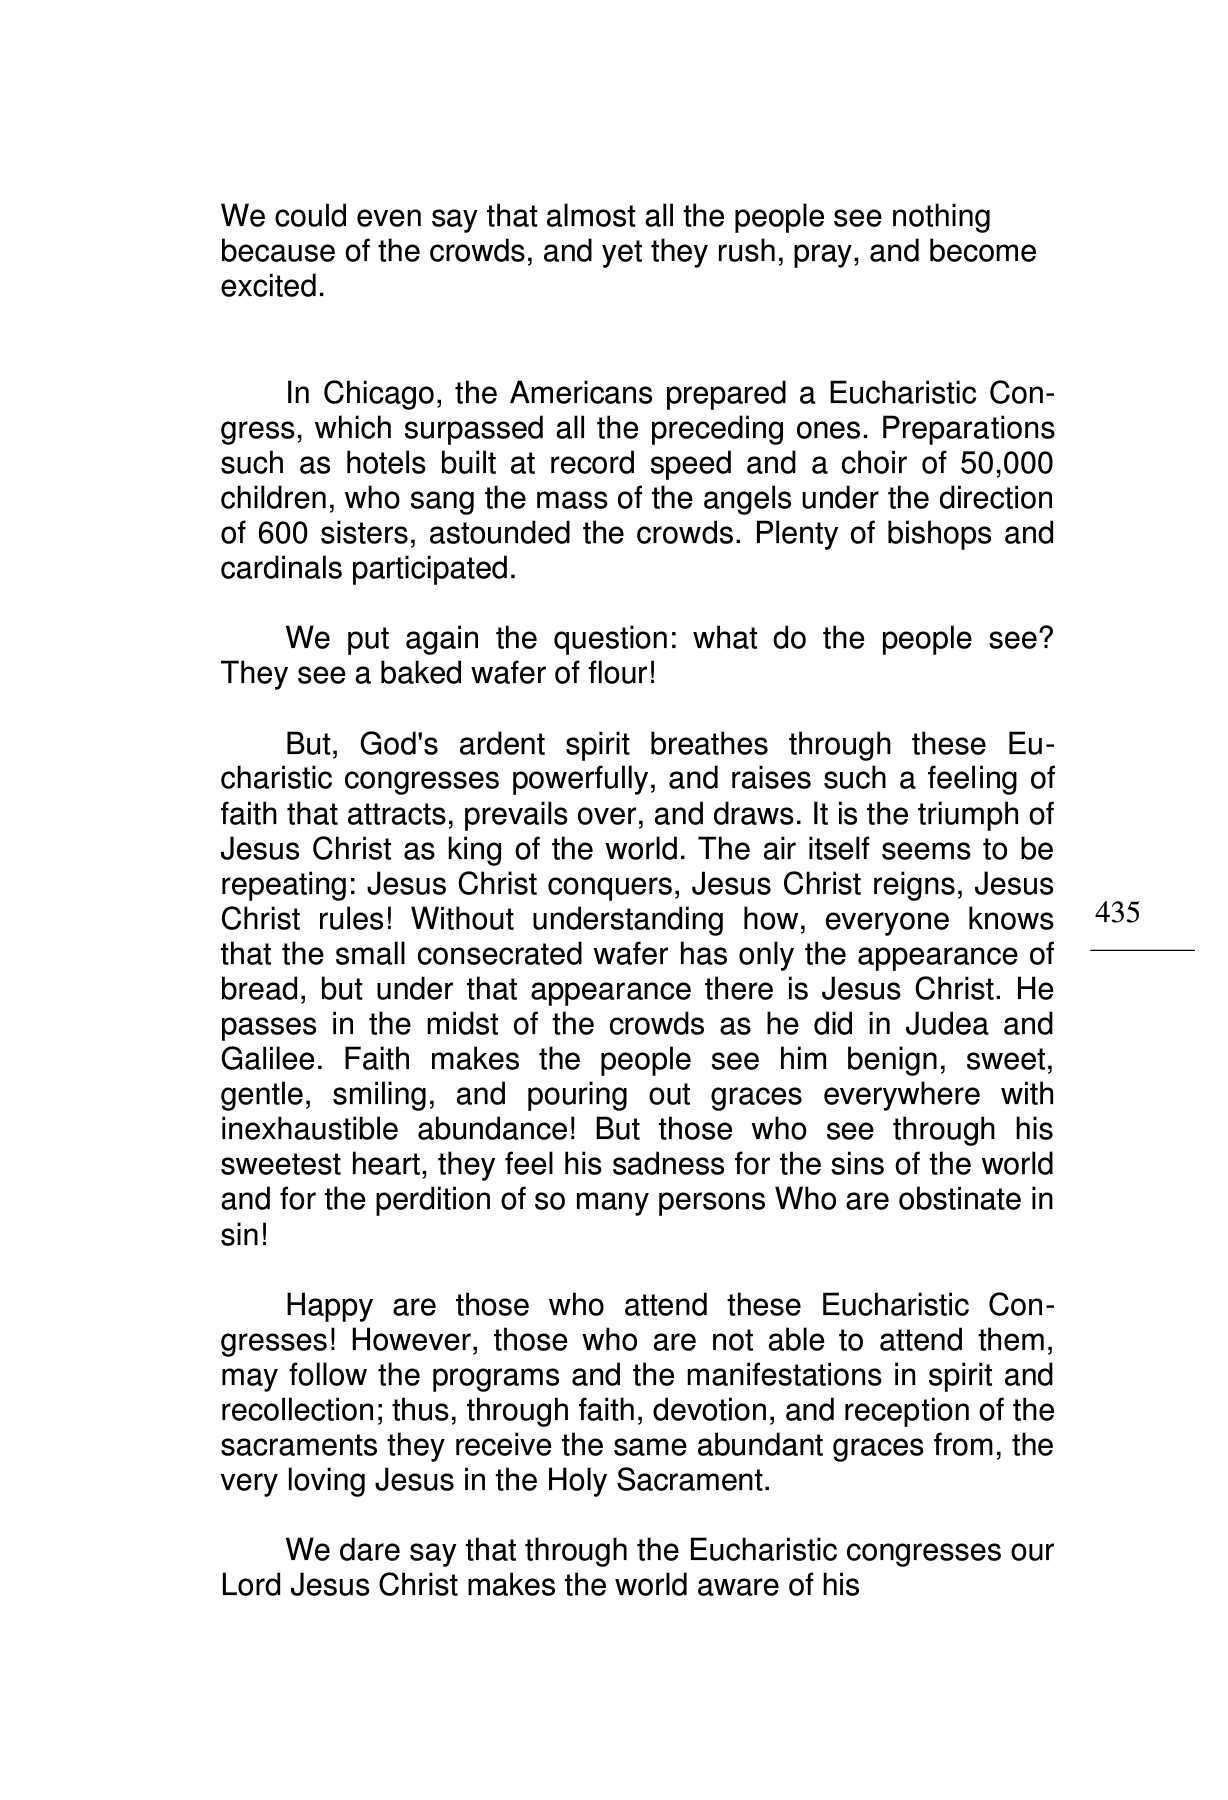 We could even say that almost all the people see nothing
because of the crowds, and yet they rush, pray, and become
excited.
In Chicago, the Americans prepared a Eucharistic Con-
gress, which surpassed all the preceding ones. Preparations
such as hotels built at record speed and a choir of 50,000
children, who sang the mass of the angels under the direction
of 600 sisters, astounded the crowds. Plenty of bishops and
cardinals participated.
We put again the question: what do the people see?
They see a baked wafer of flour!
But, God's ardent spirit breathes through these Eu-
charistic congresses powerfully, and raises such a feeling of
faith that attracts, prevails over, and draws. It is the triumph of
Jesus Christ as king of the world. The air itself seems to be
repeating: Jesus Christ conquers, Jesus Christ reigns, Jesus
Christ rules! Without understanding how, everyone knows
that the small consecrated wafer has only the appearance of
bread, but under that appearance there is Jesus Christ. He
passes in the midst of the crowds as he did in Judea and
Galilee. Faith makes the people see him benign, sweet,
gentle, smiling, and pouring out graces everywhere with
inexhaustible abundance! But those who see through his
sweetest heart, they feel his sadness for the sins of the world
and for the perdition of so many persons Who are obstinate in
sin!
Happy are those who attend these Eucharistic Con-
gresses! However, those who are not able to attend them,
may follow the programs and the manifestations in spirit and
recollection; thus, through faith, devotion, and reception of the
sacraments they receive the same abundant graces from, the
very loving Jesus in the Holy Sacrament.
We dare say that through the Eucharistic congresses our
Lord Jesus Christ makes the world aware of his
435